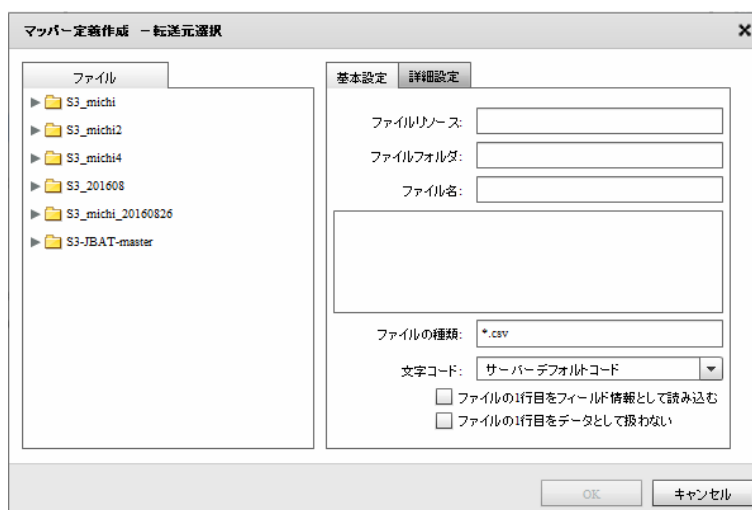 マッパー定義作成 －転送元選択
ファイル
S3_michi
S3_michi2
S3_michi4
S3_201608
S3_michi_20160826
S3-JBAT-master
基本設定
詳細設定
ファイルリソース:
ファイルフォルダ:
ファイル名:
ファイルの種類: *.csv
文字コード: サーバーデフォルトコード
ファイルの1行目をフィールド情報として読み込む
ファイルの1行目をデータとして扱わない
OK
キャンセル